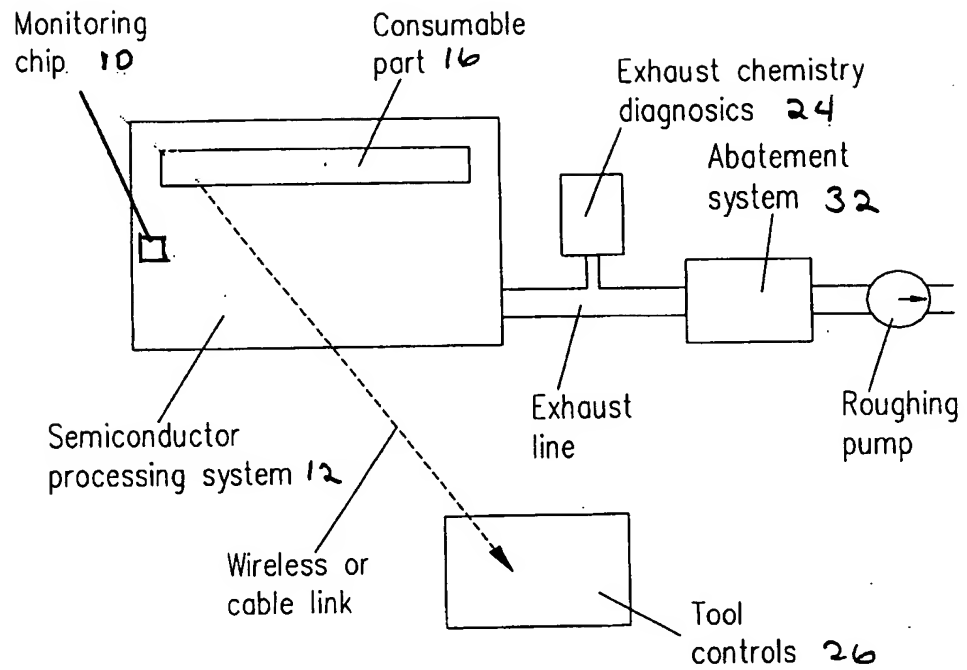 Monitoring
chip 10
Consumable
part 16
Exhaust chemistry
diagnosics 24
Abatement
system 32
Semiconductor
processing system 12
Exhaust
line
Roughing
pump
Wireless or
cable link
Tool
controls 26